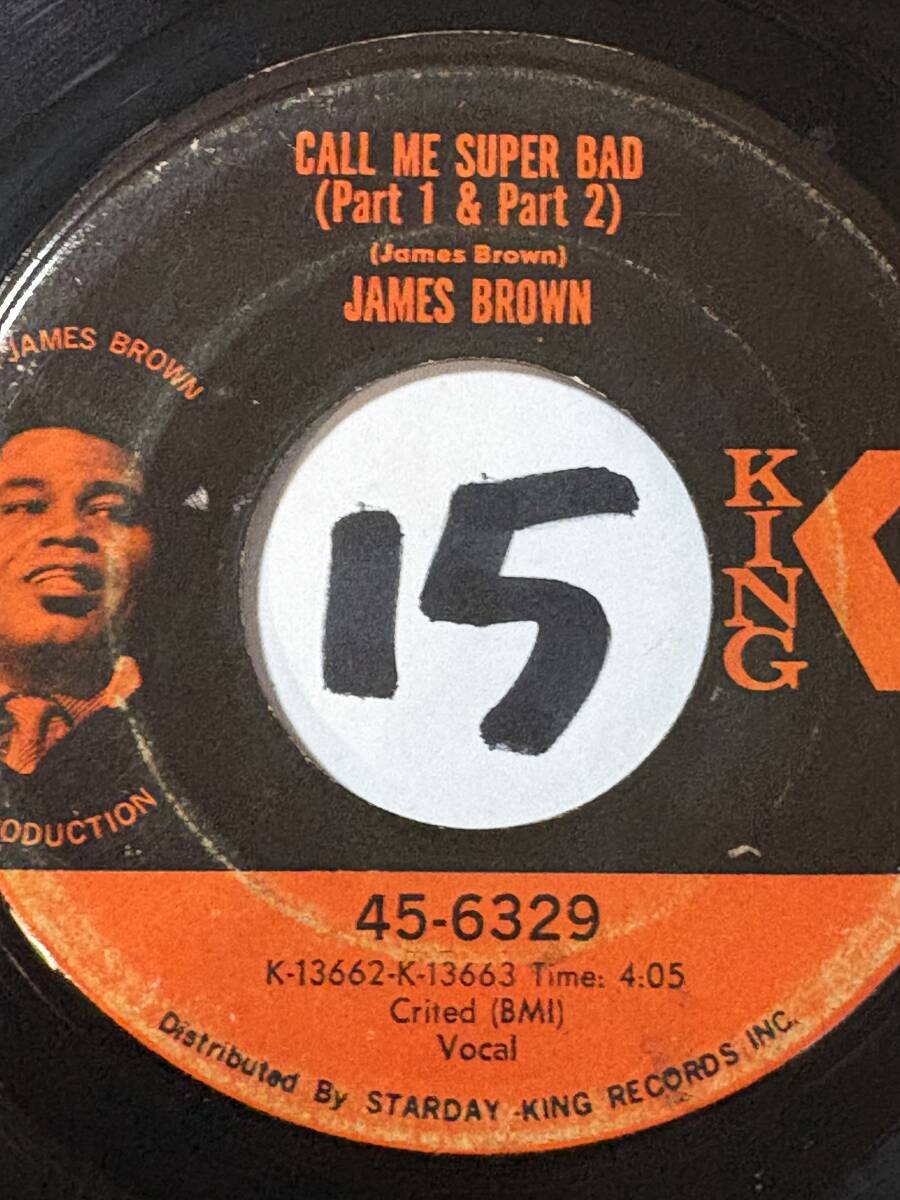 CALL ME SUPER BAD
(Part 1 & Part 2)
(James Brown)
JAMES BROWN
JAMES BROWN
15
KING
ODUCTION
45-6329
K-13662-K-13663 Time: 4:05
Crited (BMI)
Vocal
Distributed By STARDAY-KING RECORDS INC.